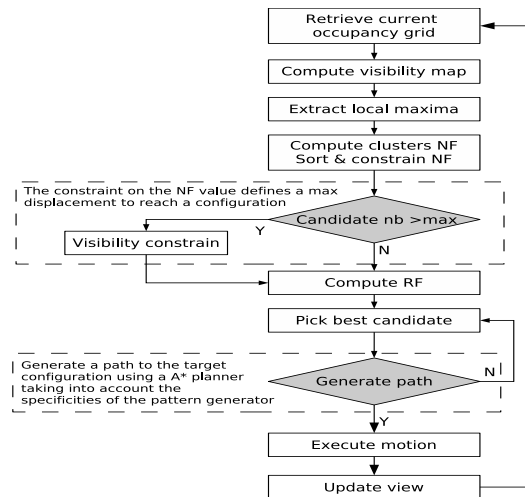 Retrieve current
occupancy grid
Compute visibility map
Extract local maxima
Compute clusters NF
Sort & constrain NF
The constraint on the NF value defines a max
displacement to reach a configuration
Candidate nb >max
Y
Visibility constrain
N
Compute RF
Pick best candidate
Generate a path to the target
configuration using a A* planner
taking into account the
specificities of the pattern generator
Generate path
N
Y
Execute motion
Update view